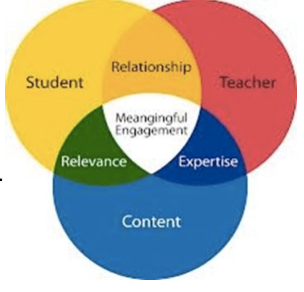 Relationship
Student
Teacher
Meangingful
Engagement
Relevance
Expertise
Content